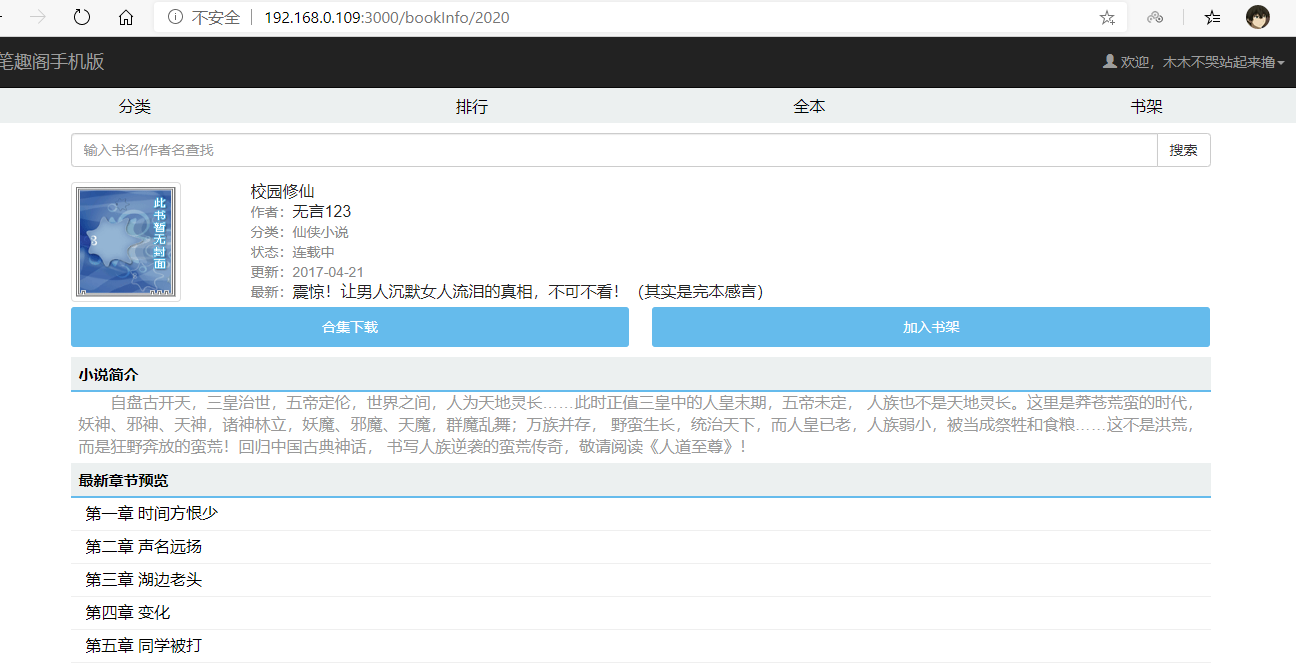 不安全 192.168.0.109:3000/bookInfo/2020
笔趣阁手机版 欢迎，木木不哭站起来撸
分类 排行 全本 书架
输入书名/作者名查找 搜索
此书暂无封面
校园修仙
作者：无言123
分类：仙侠小说
状态：连载中
更新：2017-04-21
最新：震惊！让男人沉默女人流泪的真相，不可不看！（其实是完本感言）
合集下载 加入书架
小说简介
自盘古开天，三皇治世，五帝定伦，世界之间，人为天地灵长……此时正值三皇中的人皇末期，五帝未定， 人族也不是天地灵长。这里是莽苍荒蛮的时代，
妖神、邪神、天神，诸神林立，妖魔、邪魔、天魔，群魔乱舞；万族并存， 野蛮生长，统治天下，而人皇已老，人族弱小，被当成祭牲和食粮……这不是洪荒，
而是狂野奔放的蛮荒！回归中国古典神话， 书写人族逆袭的蛮荒传奇，敬请阅读《人道至尊》！
最新章节预览
第一章 时间方恨少
第二章 声名远扬
第三章 湖边老头
第四章 变化
第五章 同学被打